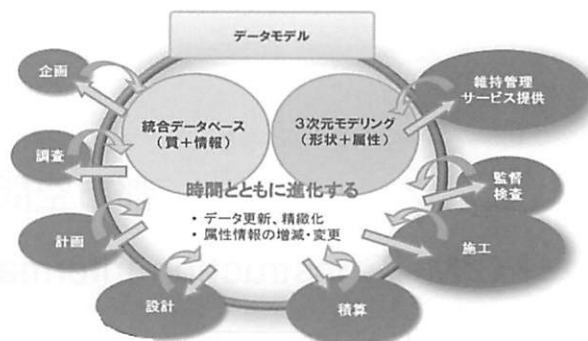 データモデル
企画
調査
計画
設計
積算
施工
監督
検査
維持管理
サービス提供
統合データベース
（質＋情報）
３次元モデリング
（形状＋属性）
時間とともに進化する
・データ更新、精緻化
・属性情報の増減・変更